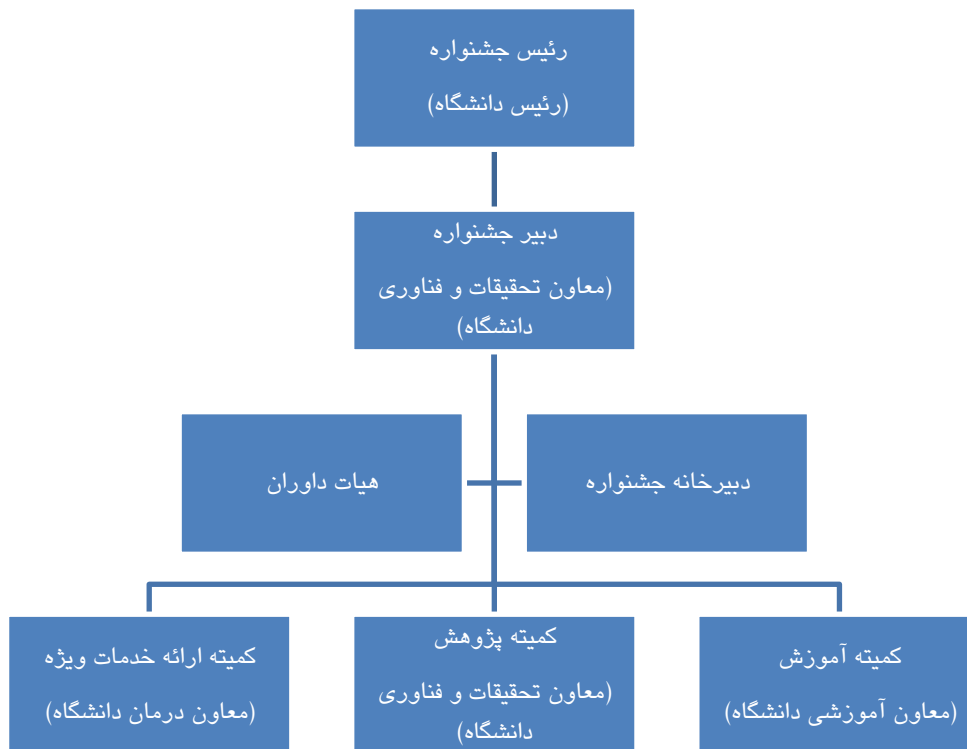 رئیس جشنواره
(رئیس دانشگاه)
دبیر جشنواره
(معاون تحقیقات و فناوری
دانشگاه)
دبیرخانه جشنواره
هیات داوران
کمیته آموزش
(معاون آموزشی دانشگاه)
کمیته پژوهش
(معاون تحقیقات و فناوری
دانشگاه)
کمیته ارائه خدمات ویژه
(معاون درمان دانشگاه)